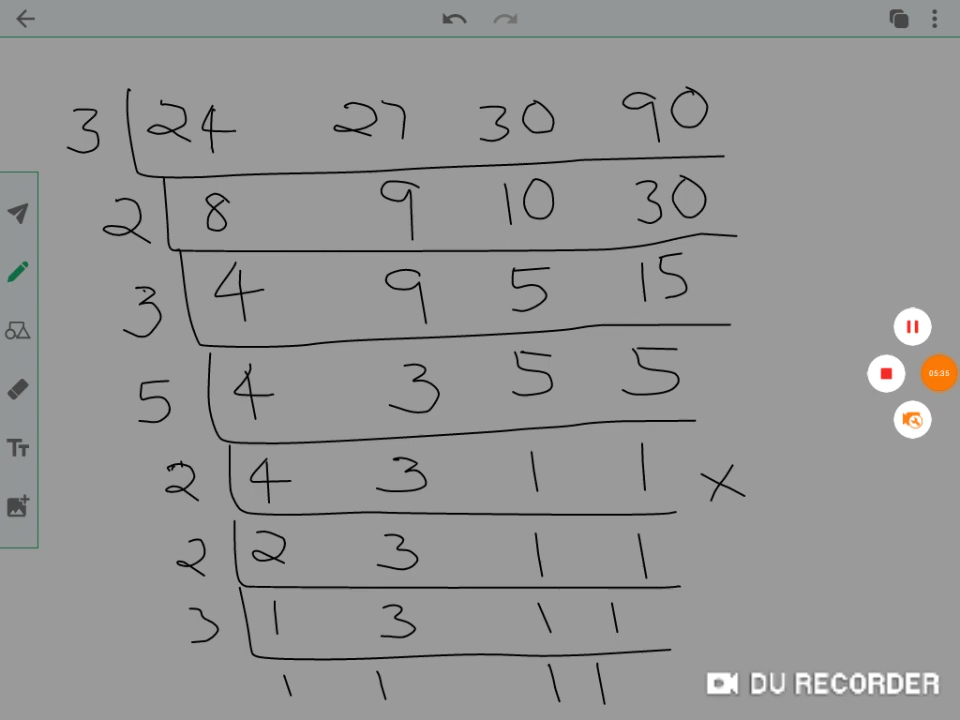 3 24 27 30 90
2 8 9 10 30
3 4 9 5 15
5 4 3 5 5
2 4 3 1 1 ×
2 2 3 1 1
3 1 3 1 1
1 1 1 1
05:35
Tт
DU RECORDER